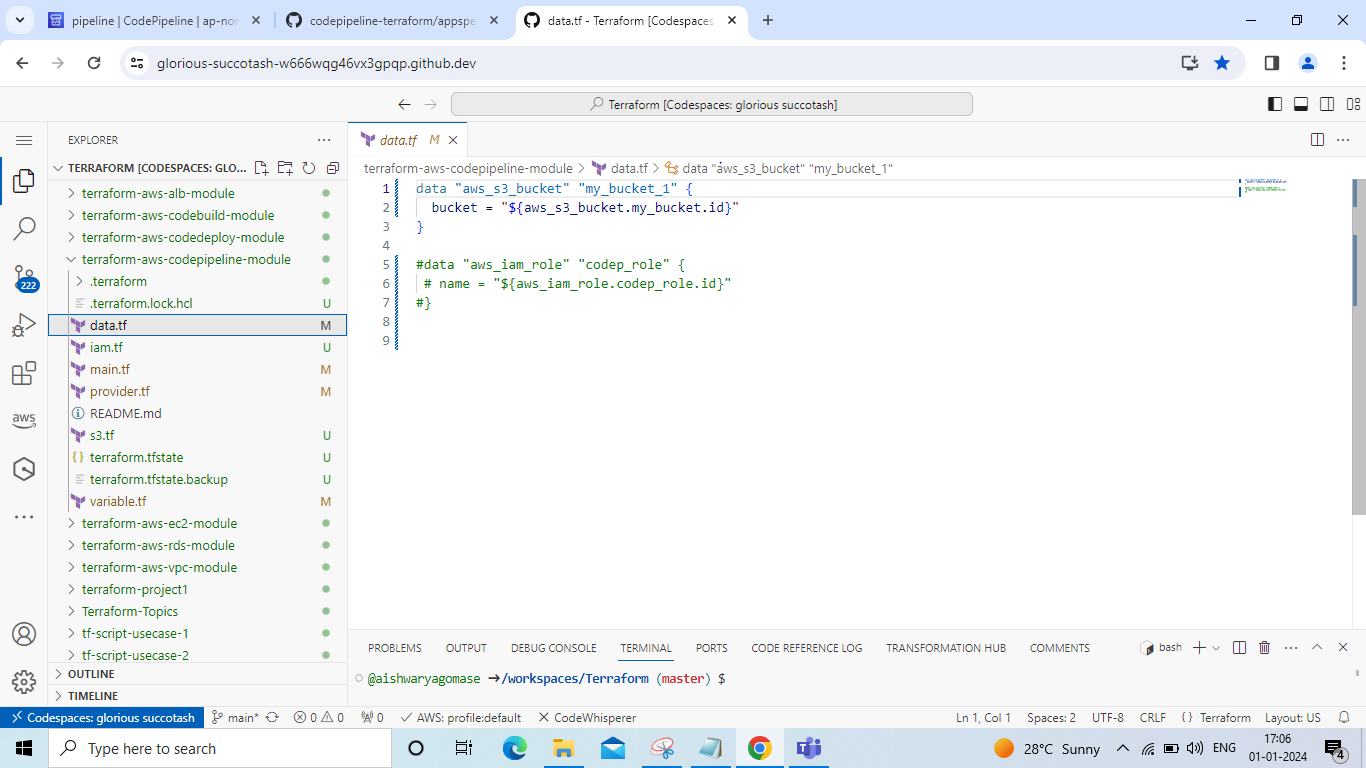 pipeline | CodePipeline | ap-nor
codepipeline-terraform/appspe
data.tf - Terraform [Codespaces
glorious-succotash-w666wqg46vx3gpqp.github.dev
Terraform [Codespaces: glorious succotash]
EXPLORER
TERRAFORM [CODESPACES: GLO...
terraform-aws-alb-module
terraform-aws-codebuild-module
terraform-aws-codedeploy-module
terraform-aws-codepipeline-module
.terraform
.terraform.lock.hcl U
data.tf M
iam.tf U
main.tf M
provider.tf M
README.md
s3.tf U
terraform.tfstate U
terraform.tfstate.backup U
variable.tf M
terraform-aws-ec2-module
terraform-aws-rds-module
terraform-aws-vpc-module
terraform-project1
Terraform-Topics
tf-script-usecase-1
tf-script-usecase-2
OUTLINE
TIMELINE
222
aws
data.tf M
terraform-aws-codepipeline-module > data.tf > data "aws_s3_bucket" "my_bucket_1"
1 data "aws_s3_bucket" "my_bucket_1" {
2 bucket = "${aws_s3_bucket.my_bucket.id}"
3 }
4
5 #data "aws_iam_role" "codep_role" {
6 # name = "${aws_iam_role.codep_role.id}"
7 #}
8
9
PROBLEMS OUTPUT DEBUG CONSOLE TERMINAL PORTS CODE REFERENCE LOG TRANSFORMATION HUB COMMENTS
bash
@aishwaryagomase ➜/workspaces/Terraform (master) $
Codespaces: glorious succotash main* 0 0 0 AWS: profile:default CodeWhisperer Ln 1, Col 1 Spaces: 2 UTF-8 CRLF {} Terraform Layout: US
Type here to search
28°C Sunny
ENG
17:06
01-01-2024
4